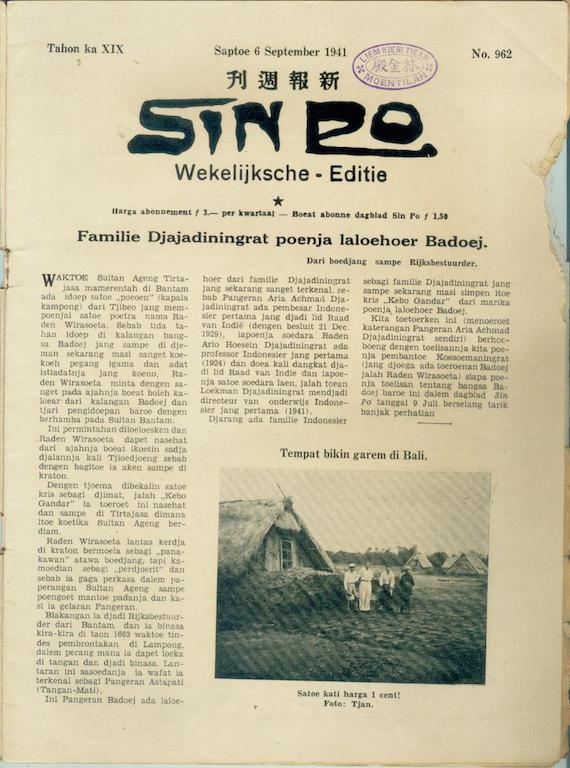 Tahon ka XIX
Saptoe 6 September 1941
No. 962
LIEM KIEM TIEAN
殿金林
MOENTILAN
刊週報新
SIN PO
Wekelijksche - Editie
Harga abonnement ƒ 3.— per kwartaal — Boeat abonne dagblad Sin Po ƒ 1,50
Familie Djajadiningrat poenja laloehoer Badoej.
Dari boedjang sampe Rijksbestuurder.
WAKTOE Sultan Ageng Tirta-
jasa mamerentah di Bantam
ada idoep satoe „poeoen" (kapala
kampong) dari Tjibeo jang mem-
poenjai satoe poetra nama Ra-
den Wirasoeta. Sebab tida ta-
han idoep di kalangan bang-
sa Badoej jang sampe di dje-
man sekarang masi sanget koe-
koeh pegang igama dan adat
istiadatnja jang koeno, Ra-
den Wirasoeta minta dengen sa-
nget pada ajahnja boeat boleh ka-
loear dari kalangan Badoej dan
tjari pengidoepan baroe dengen
berhamba pada Sultan Bantam.
Ini permintahan diloeloesken dan
Raden Wirasoeta dapet nasehat
dari ajahnja boeat ikoetin sadja
djalannja kali Tjioedjoeng sebab
dengen bagitoe ia aken sampe di
kraton.
Dengen tjoema dibekalin satoe
kris sebagi djimat, jalah „Kebo
Gandar" ia toeroet ini nasehat
dan sampe di Tirtajasa dimana
itoe koetika Sultan Ageng ber-
diam.
Raden Wirasoeta lantas kerdja
di kraton bermoela sebagi „pana-
kawan" atawa boedjang, tapi ka-
moedian sebagi „perdjoerit" dan
sebab ia gaga perkasa dalem pa-
perangan Sultan Ageng sampe
poengoet mantoe padanja dan ka-
si ia gelaran Pangeran.
Blakangan ia djadi Rijksbestuur-
der dari Bantam dan ia binasa
kira-kira di taon 1663 waktoe tin-
des pembrontakan di Lampong,
dalem perang mana ia dapet loeka
di tangan dan djadi binasa. Lan-
taran ini sasoedanja ia wafat ia
terkenal sebagi Pangeran Astapati
(Tangan-Mati).
Ini Pangeran Badoej ada laloe-
hoer dari familie Djajadiningrat
jang sekarang sanget terkenal, se-
bab Pangeran Aria Achmad Dja-
jadiningrat ada pembesar Indone-
sier pertama jang djadi lid Raad
van Indië (dengen besluit 21 Dec.
1929), iapoenja soedara Raden
Ario Hoesein Djajadiningrat ada
professor Indonesier jang pertama
(1924) dan doea kali dangkat dja-
di lid Raad van Indië dan iapoe-
nja satoe soedara laen, jalah toean
Loekman Djajadiningrat mendjadi
directeur van onderwijs Indone-
sier jang pertama (1941).
Djarang ada familie Indonesier
sebagi familie Djajadiningrat jang
sampe sekarang masi simpen itoe
kris „Kebo Gandar" dari marika
poenja laloehoer Badoej.
Kita toetoerken ini (menoeroet
katerangan Pangeran Aria Achmad
Djajadiningrat sendiri) berhoe-
boeng dengen toelisannja kita poe-
nja pembantoe Koesoemaningrat
(jang djoega ada toeroenan Badoej
jalah Raden Wirasoeta) siapa poe-
nja toelisan tentang bangsa Ba-
doej baroe ini dalem dagblad Sin
Po tanggal 9 Juli berselang tarik
banjak perhatian
Tempat bikin garem di Bali.
Satoe kati harga 1 cent!
Foto: Tjan.